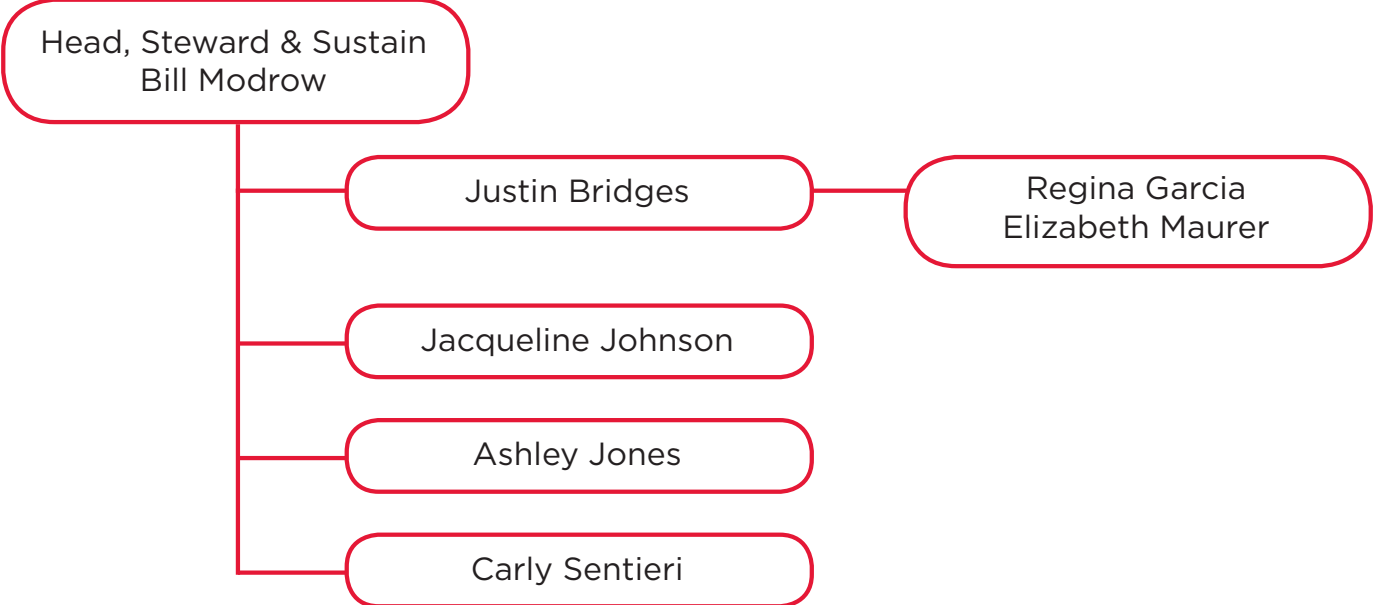 Head, Steward & Sustain
Bill Modrow
Justin Bridges
Regina Garcia
Elizabeth Maurer
Jacqueline Johnson
Ashley Jones
Carly Sentieri